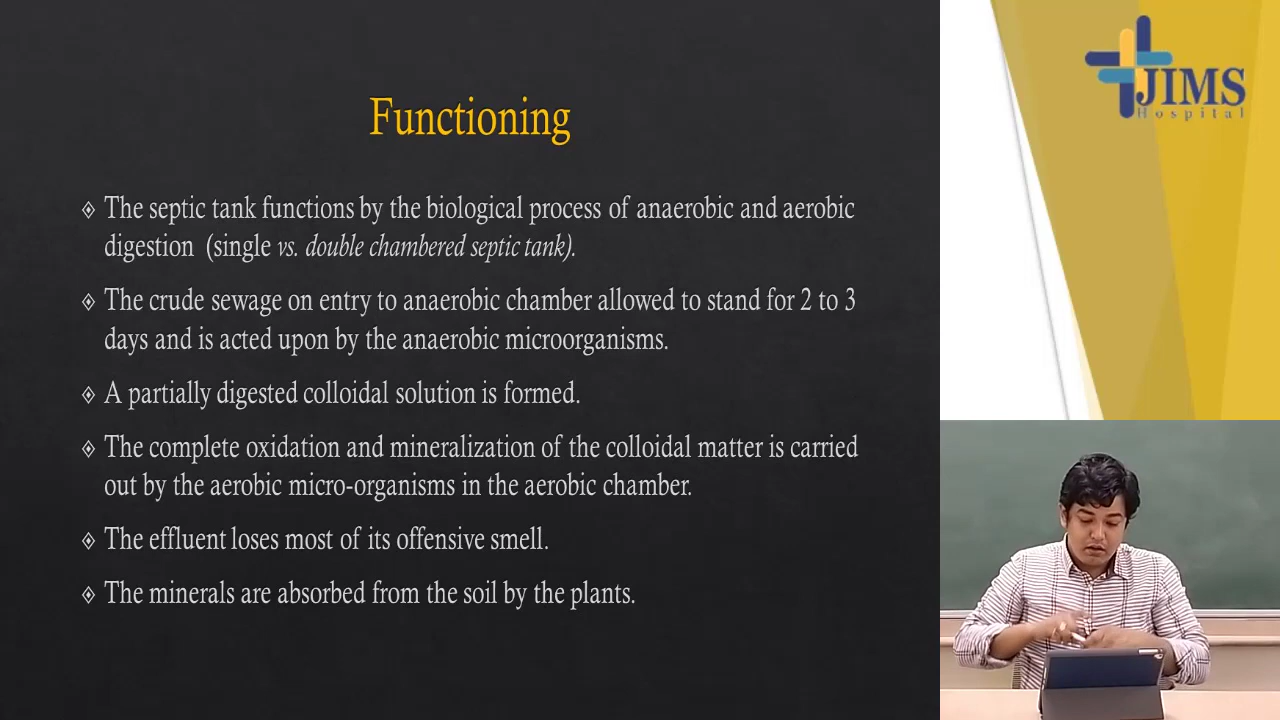 Functioning
The septic tank functions by the biological process of anaerobic and aerobic
digestion (single vs. double chambered septic tank).
The crude sewage on entry to anaerobic chamber allowed to stand for 2 to 3
days and is acted upon by the anaerobic microorganisms.
A partially digested colloidal solution is formed.
The complete oxidation and mineralization of the colloidal matter is carried
out by the aerobic micro-organisms in the aerobic chamber.
The effluent loses most of its offensive smell.
The minerals are absorbed from the soil by the plants.
JIMS
Hospital